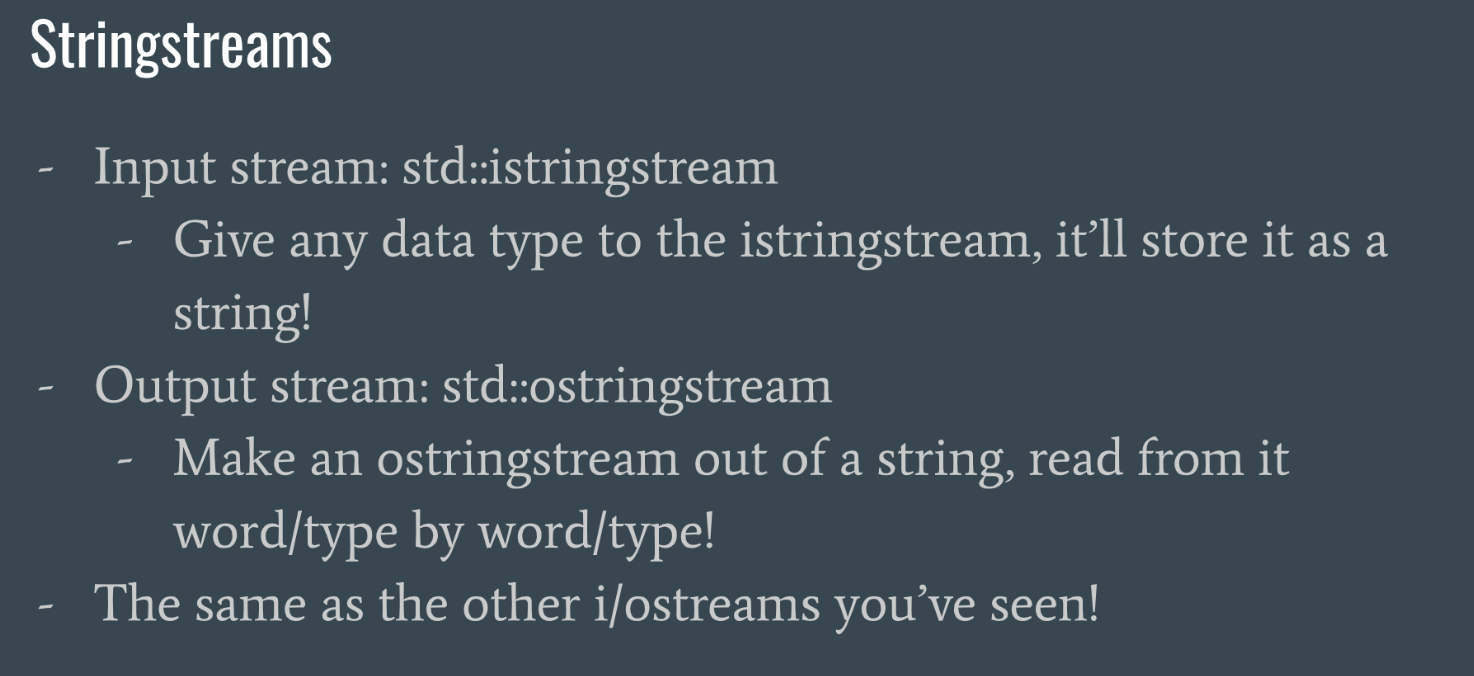 Stringstreams
- Input stream: std::istringstream
- Give any data type to the istringstream, it’ll store it as a
string!
- Output stream: std::ostringstream
- Make an ostringstream out of a string, read from it
word/type by word/type!
- The same as the other i/ostreams you’ve seen!